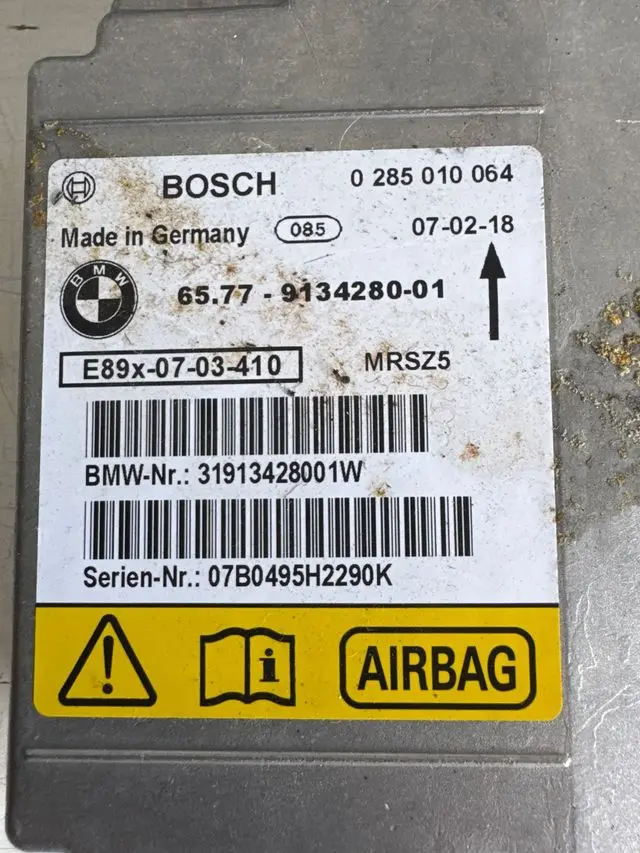 BOSCH 0 285 010 064
Made in Germany 085 07-02-18
BMW 65.77 - 9134280-01
E89x-07-03-410 MRSZ5
BMW-Nr.: 31913428001W
Serien-Nr.: 07B0495H2290K
AIRBAG